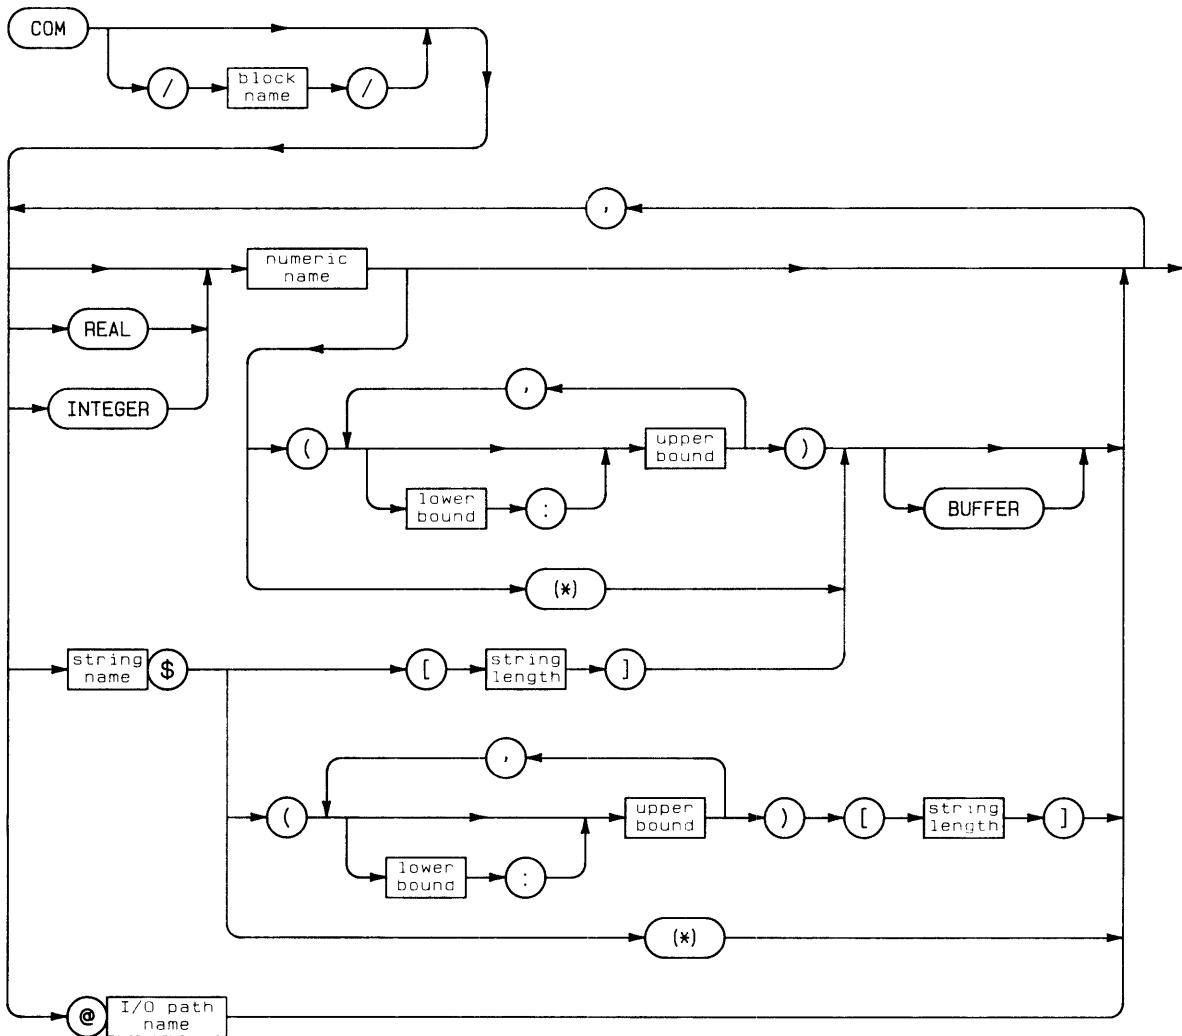 COM
/ block name /
,
numeric name
REAL
INTEGER
,
( upper bound )
lower bound :
BUFFER
(*)
string name $ [ string length ]
,
( upper bound ) [ string length ]
lower bound :
(*)
@ I/O path name